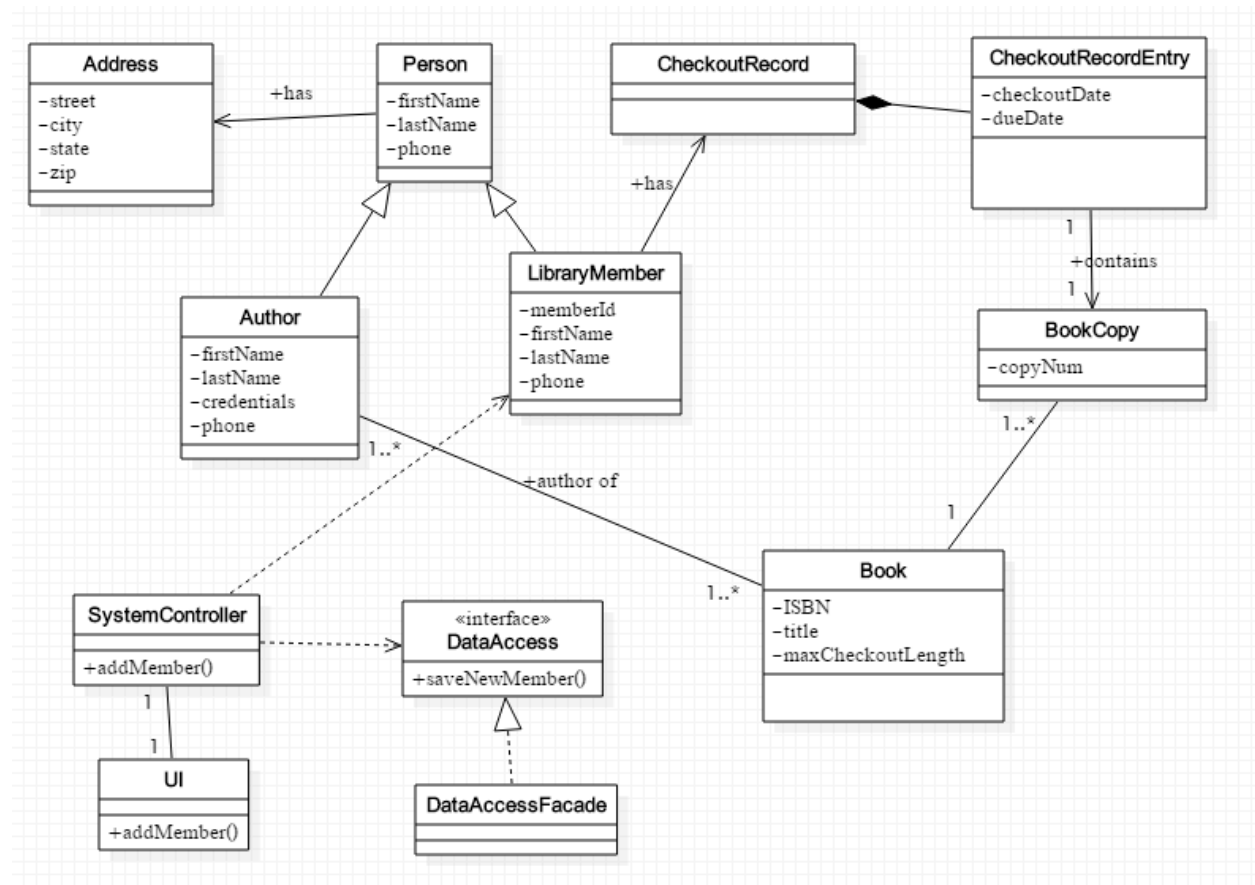 Address
-street
-city
-state
-zip
+has
Person
-firstName
-lastName
-phone
CheckoutRecord
CheckoutRecordEntry
-checkoutDate
-dueDate
+has
1
+contains
1
LibraryMember
-memberId
-firstName
-lastName
-phone
Author
-firstName
-lastName
-credentials
-phone
BookCopy
-copyNum
1..*
1..*
+author of
1
1..*
Book
-ISBN
-title
-maxCheckoutLength
SystemController
+addMember()
«interface»
DataAccess
+saveNewMember()
1
1
UI
+addMember()
DataAccessFacade